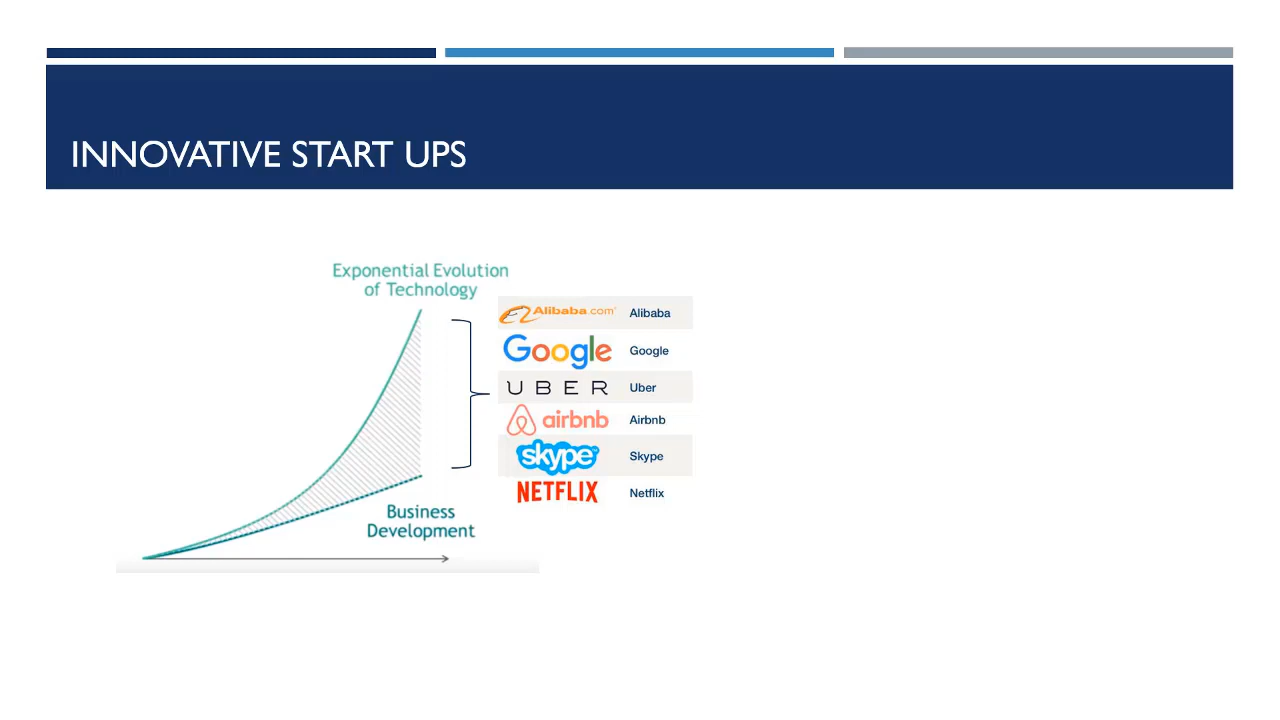 INNOVATIVE START UPS
Exponential Evolution
of Technology
Alibaba.com® Alibaba
Google Google
UBER Uber
airbnb Airbnb
skype Skype
NETFLIX Netflix
Business
Development